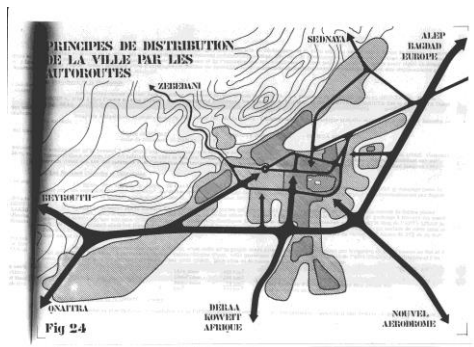 PRINCIPES DE DISTRIBUTION
DE LA VILLE PAR LES
AUTOROUTES
SEDNAYA
ALEP
BAGDAD
EUROPE
ZEBEDANI
BEYROUTH
QNAITRA
DERAA
KOWEIT
AFRIQUE
NOUVEL
AERODROME
Fig 24